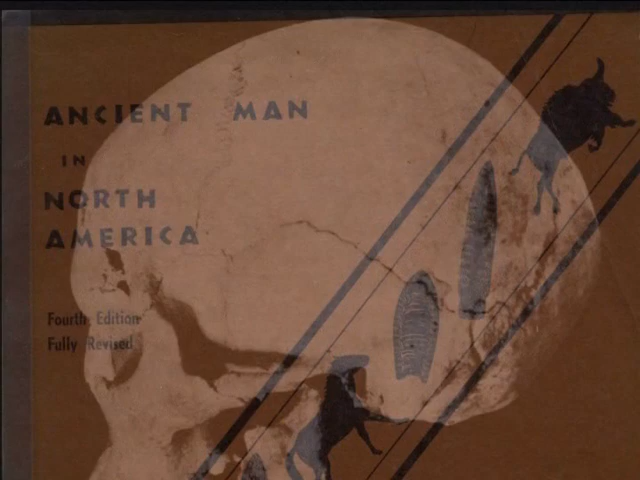 ANCIENT MAN
IN
NORTH
AMERICA
Fourth Edition
Fully Revised